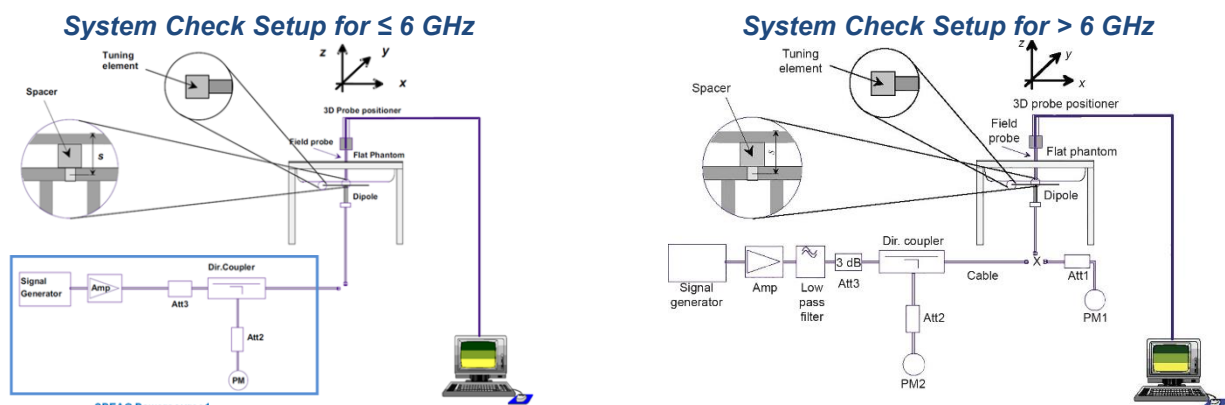 System Check Setup for ≤ 6 GHz
Tuning
element
z
y
x
Spacer
3D Probe positioner
Field probe
s
Flat Phantom
Dipole
Signal
Generator
Amp
Att3
Dir.Coupler
Att2
PM
System Check Setup for > 6 GHz
Tuning
element
z
y
x
Spacer
3D probe positioner
Field
probe
s
Flat phantom
Dipole
Signal
generator
Amp
Low
pass
filter
3 dB
Att3
Dir. coupler
Cable
X
Att1
PM1
Att2
PM2